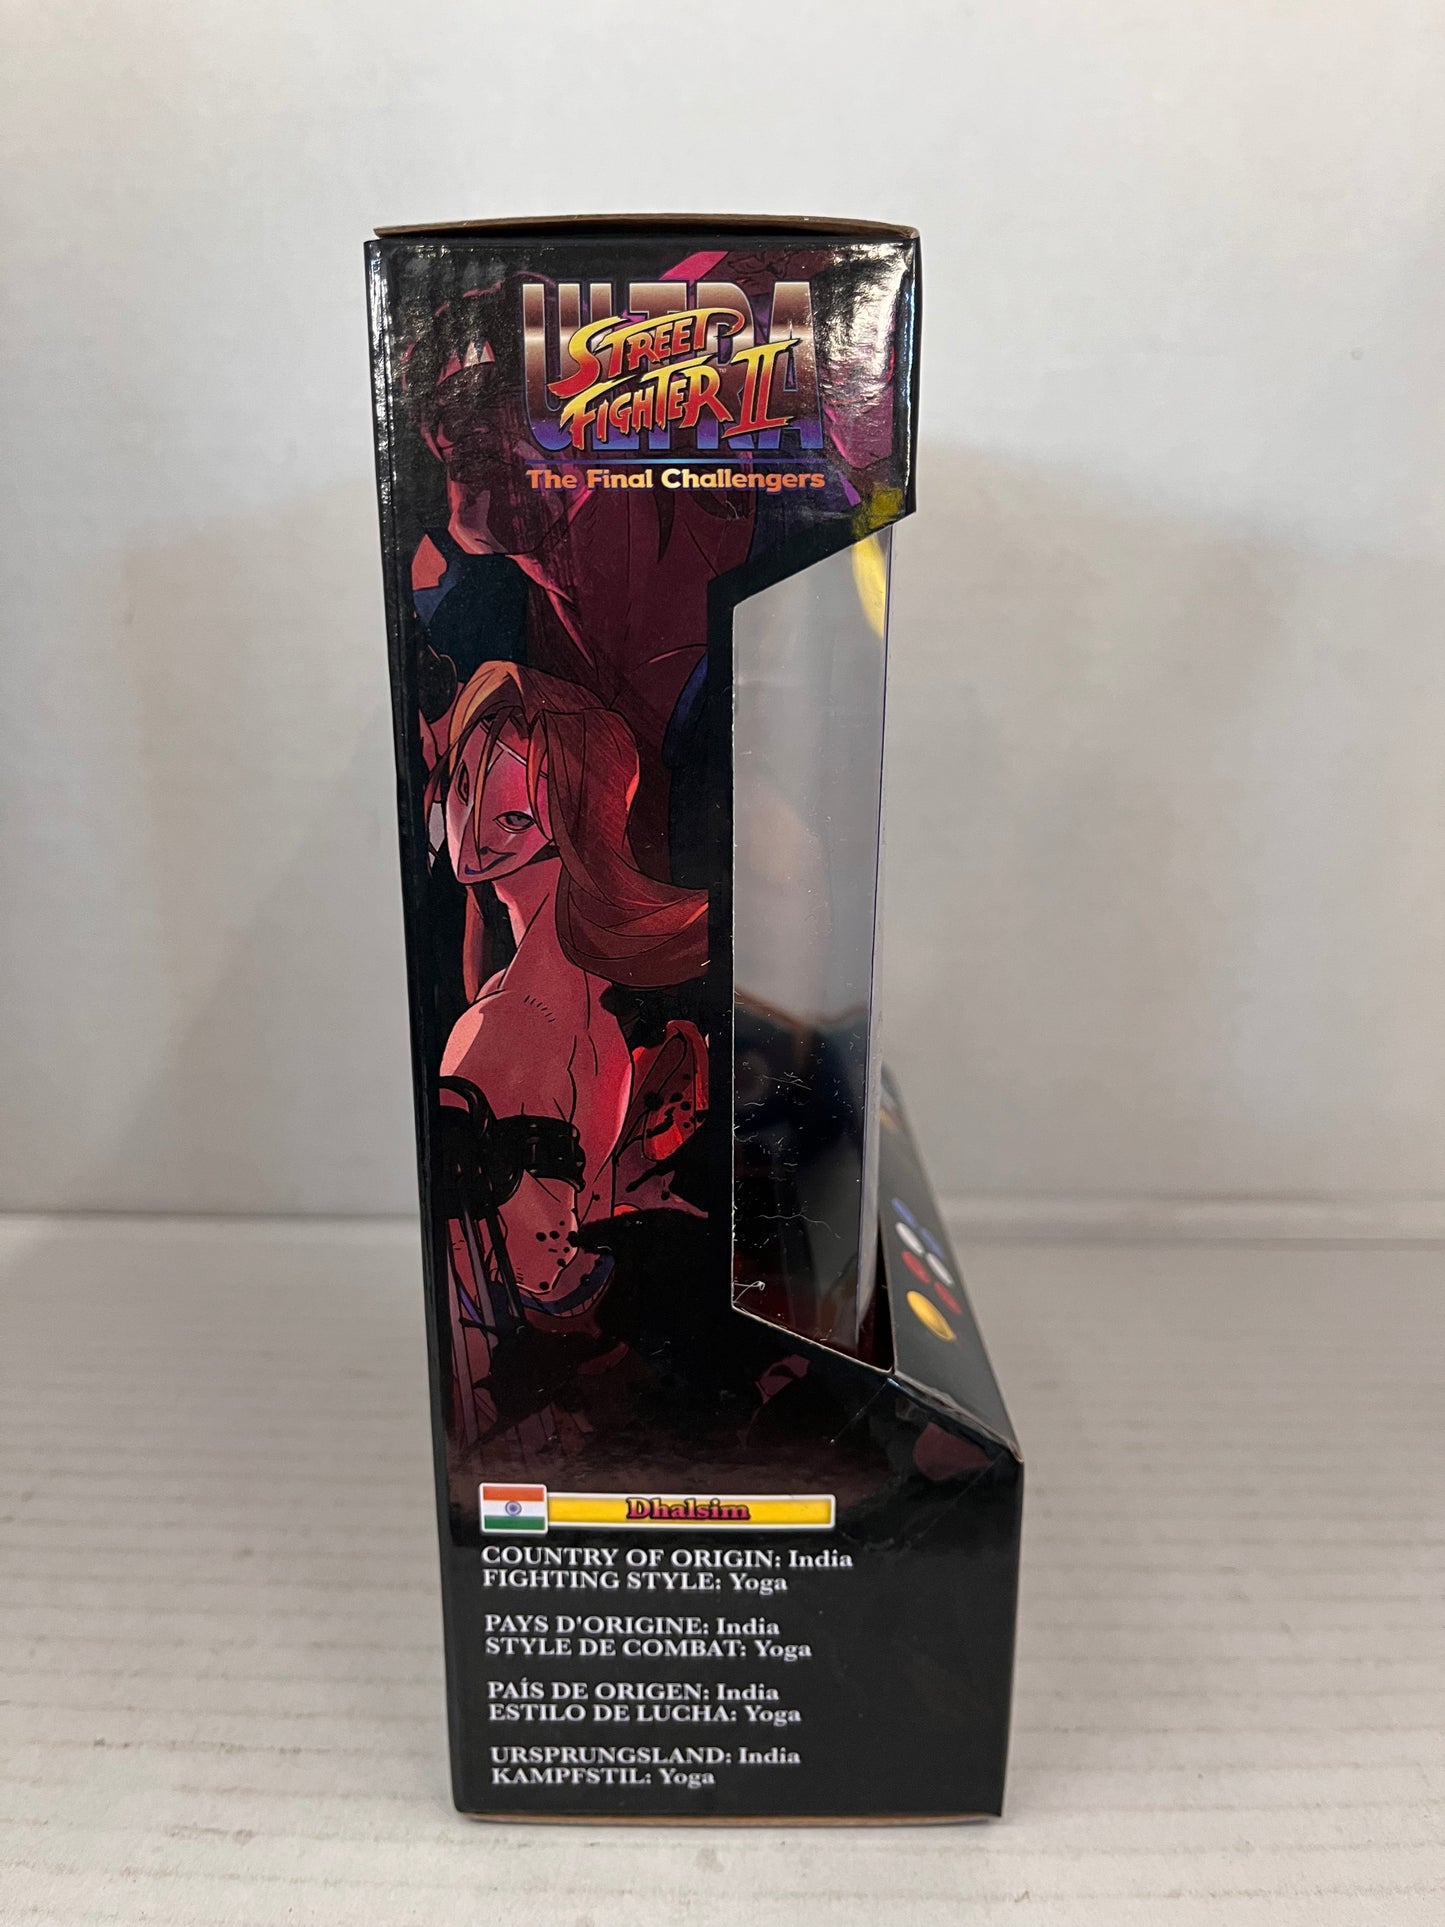 ULTRA
STREET
FIGHTER II
™
The Final Challengers
Dhalsim
COUNTRY OF ORIGIN: India
FIGHTING STYLE: Yoga
PAYS D'ORIGINE: India
STYLE DE COMBAT: Yoga
PAÍS DE ORIGEN: India
ESTILO DE LUCHA: Yoga
URSPRUNGSLAND: India
KAMPFSTIL: Yoga